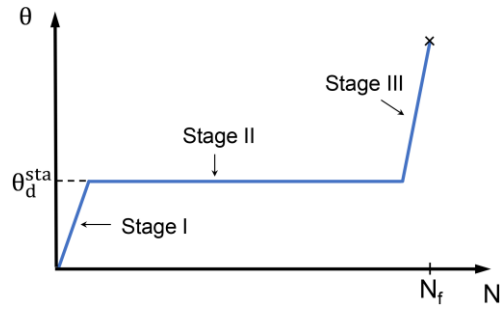 θ
Stage III
Stage II
θ_d^sta
Stage I
N_f
N